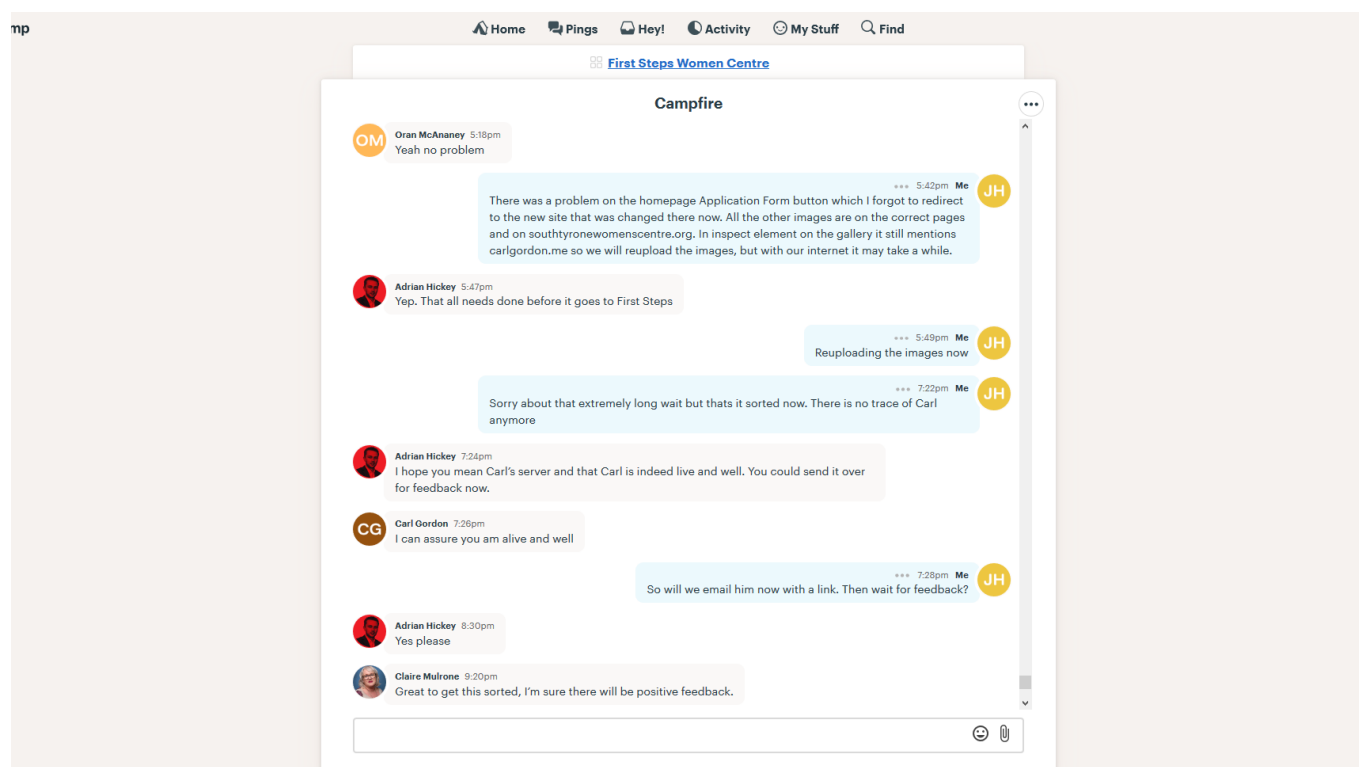 mp
Home Pings Hey! Activity My Stuff Find
First Steps Women Centre
Campfire
OM
Oran McAnaney 5:18pm
Yeah no problem
5:42pm Me
JH
There was a problem on the homepage Application Form button which I forgot to redirect
to the new site that was changed there now. All the other images are on the correct pages
and on southtyronewomenscentre.org. In inspect element on the gallery it still mentions
carlgordon.me so we will reupload the images, but with our internet it may take a while.
Adrian Hickey 5:47pm
Yep. That all needs done before it goes to First Steps
5:49pm Me
JH
Reuploading the images now
7:22pm Me
JH
Sorry about that extremely long wait but thats it sorted now. There is no trace of Carl
anymore
Adrian Hickey 7:24pm
I hope you mean Carl's server and that Carl is indeed live and well. You could send it over
for feedback now.
CG
Carl Gordon 7:26pm
I can assure you am alive and well
7:28pm Me
JH
So will we email him now with a link. Then wait for feedback?
Adrian Hickey 8:30pm
Yes please
Claire Mulrone 9:20pm
Great to get this sorted, I'm sure there will be positive feedback.